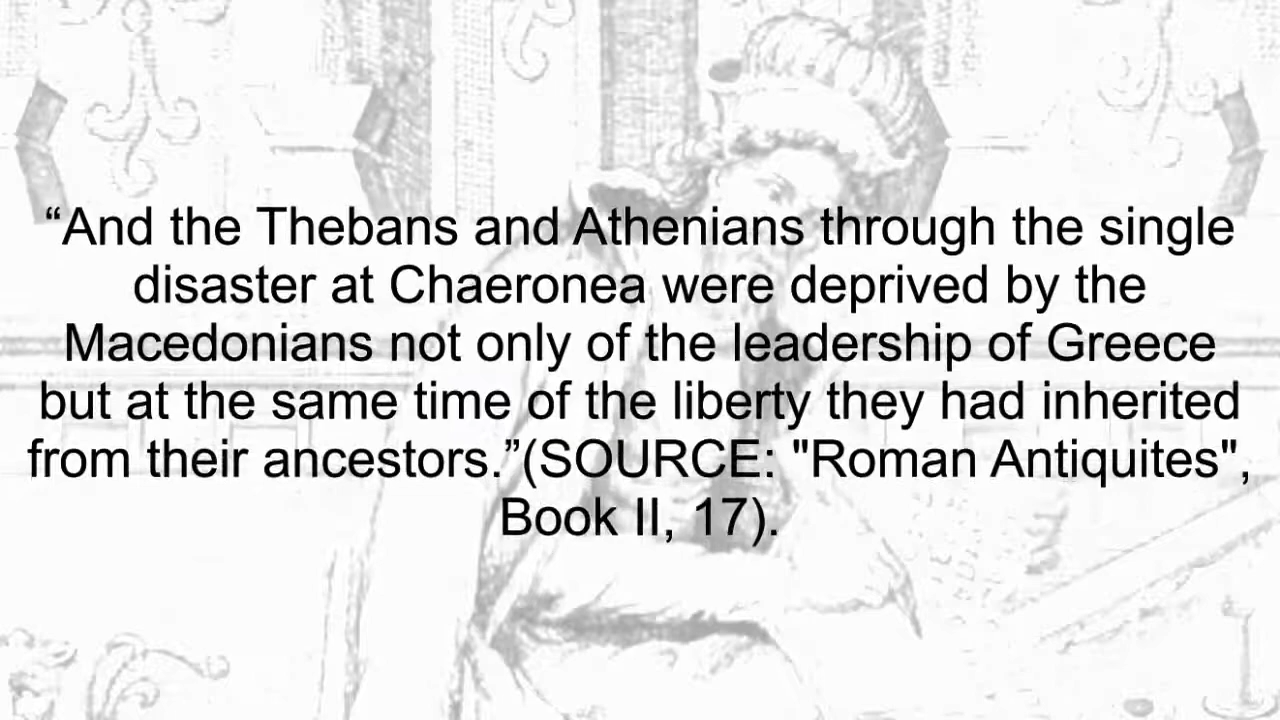 “And the Thebans and Athenians through the single
disaster at Chaeronea were deprived by the
Macedonians not only of the leadership of Greece
but at the same time of the liberty they had inherited
from their ancestors.”(SOURCE: "Roman Antiquites",
Book II, 17).